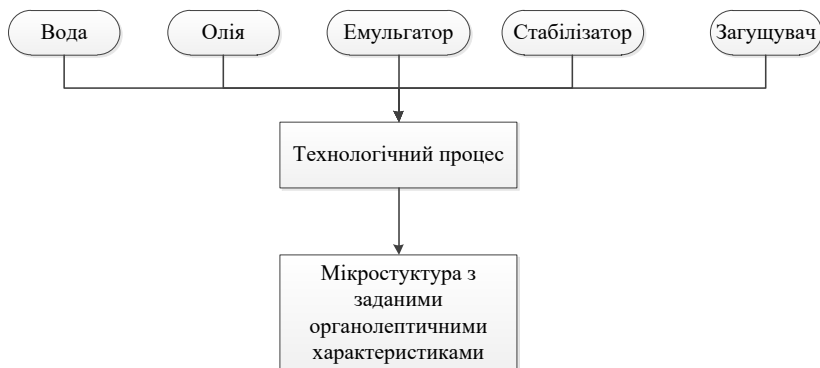 Вода
Олія
Емульгатор
Стабілізатор
Загущувач
Технологічний процес
Мікростуктура з
заданими
органолептичними
характеристиками